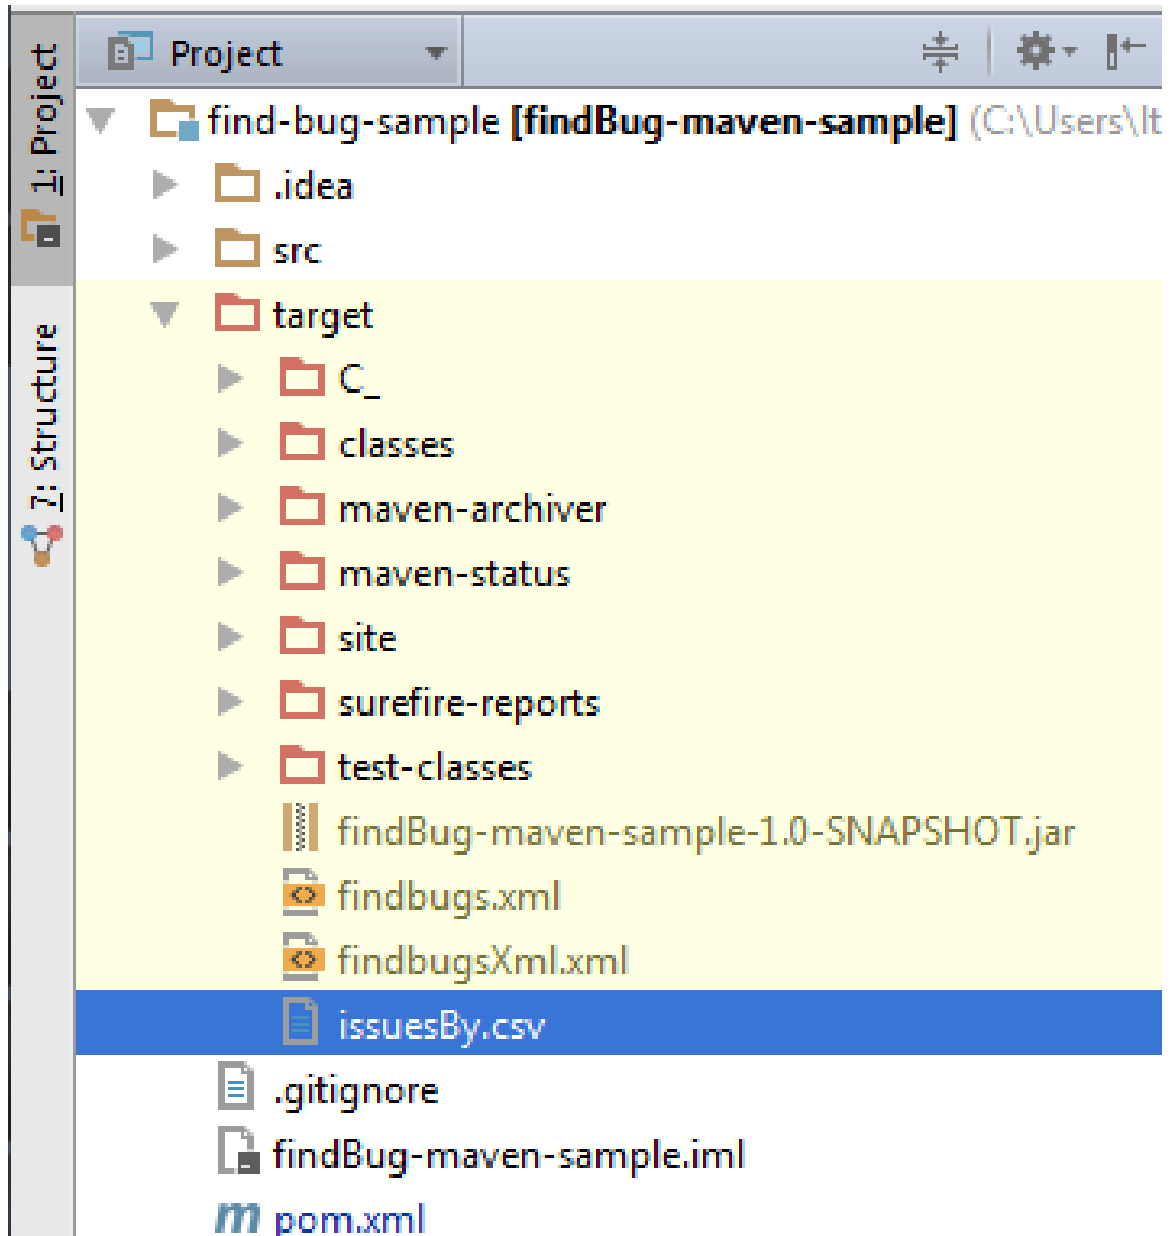 Project
1: Project
find-bug-sample [findBug-maven-sample] (C:\Users\lt
.idea
src
target
7: Structure
C_
classes
maven-archiver
maven-status
site
surefire-reports
test-classes
findBug-maven-sample-1.0-SNAPSHOT.jar
findbugs.xml
findbugsXml.xml
issuesBy.csv
.gitignore
findBug-maven-sample.iml
pom.xml